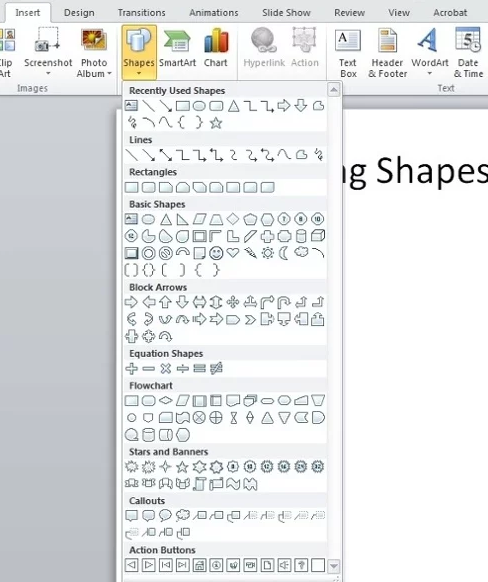 Insert Design Transitions Animations Slide Show Review View Acrobat
Clip Art Screenshot Photo Album Shapes SmartArt Chart Hyperlink Action Text Box Header & Footer WordArt Date & Time
Images Text
Recently Used Shapes
ng Shapes
Lines
Rectangles
Basic Shapes
Block Arrows
Equation Shapes
Flowchart
Stars and Banners
Callouts
Action Buttons